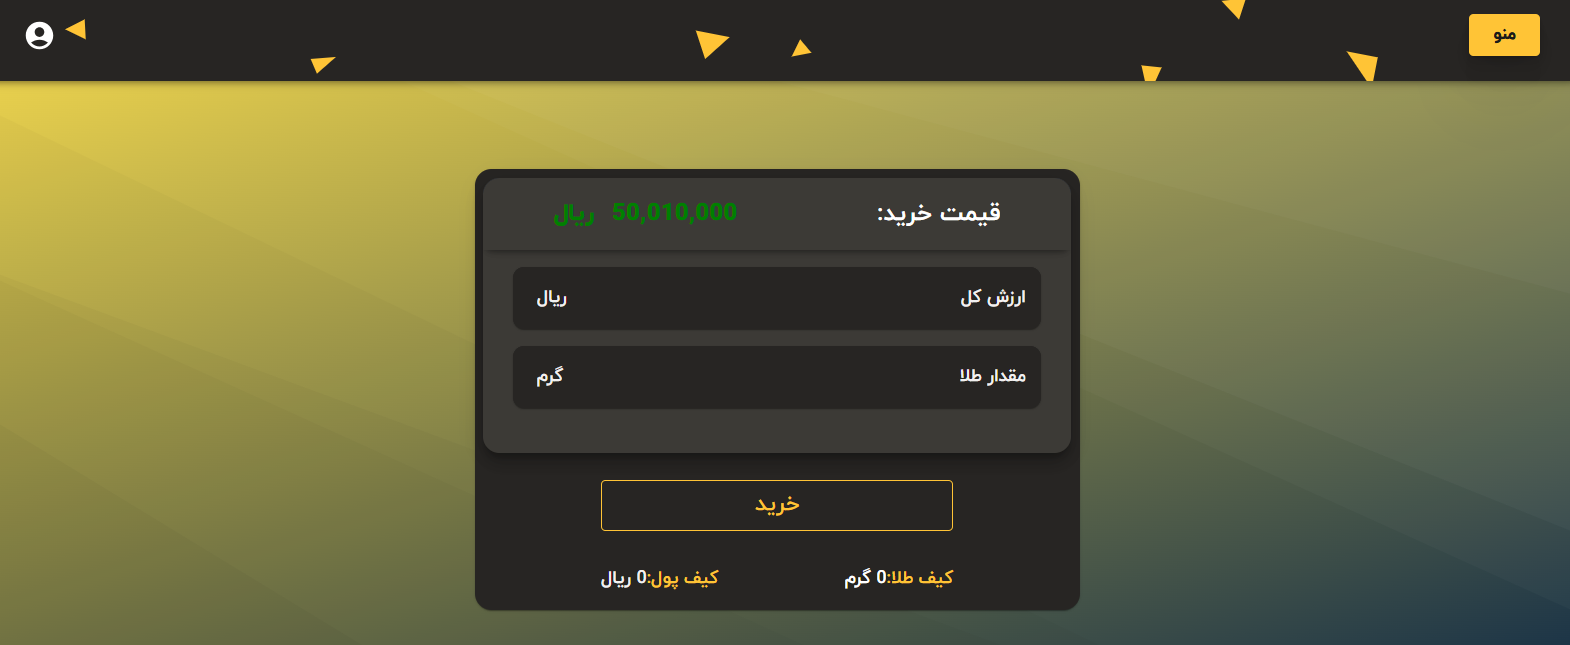 منو
قیمت خرید: 50,010,000 ریال
ارزش کل ریال
مقدار طلا گرم
خرید
کیف طلا:0 گرم کیف پول:0 ریال